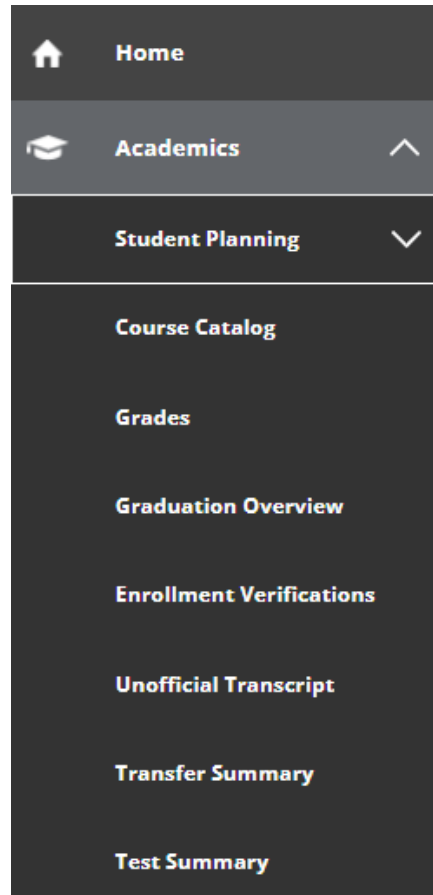 Home
Academics
Student Planning
Course Catalog
Grades
Graduation Overview
Enrollment Verifications
Unofficial Transcript
Transfer Summary
Test Summary